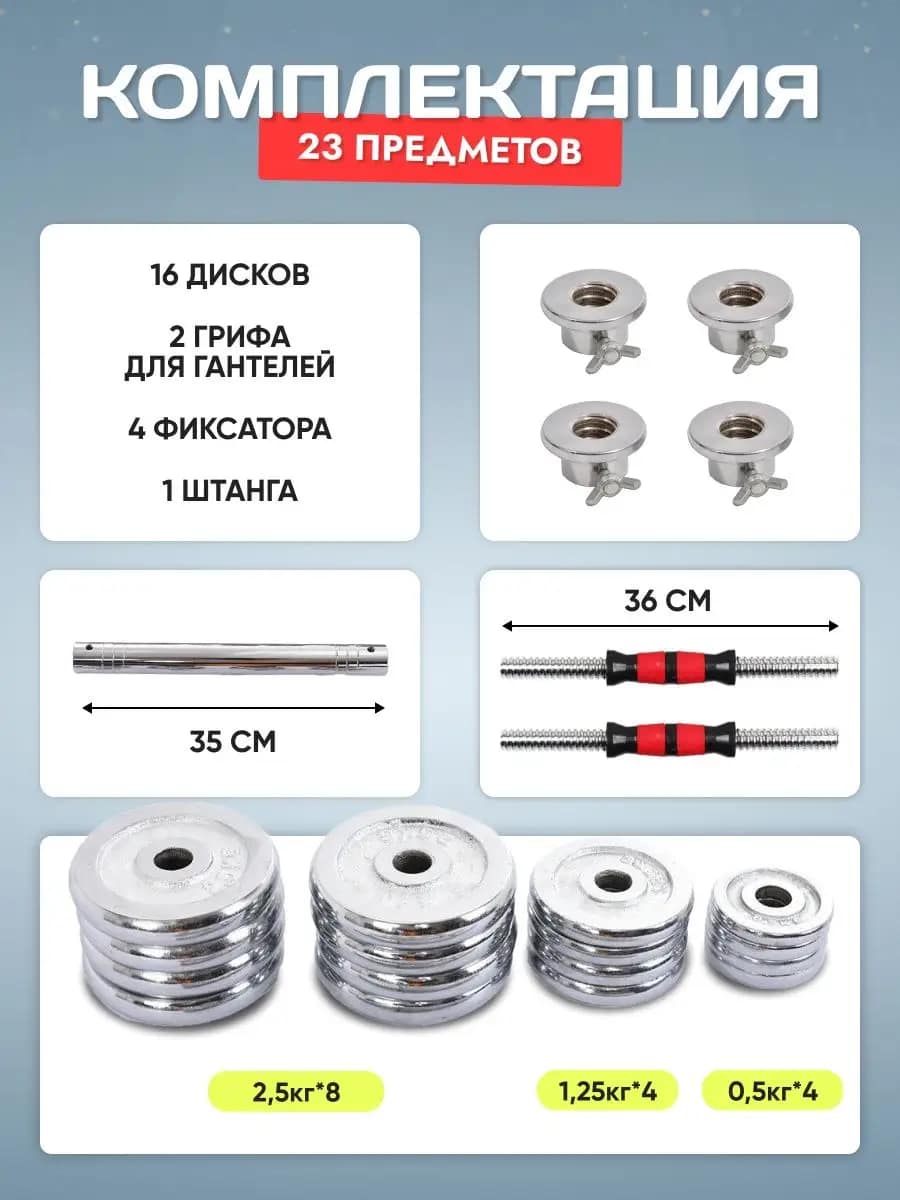 КОМПЛЕКТАЦИЯ
23 ПРЕДМЕТОВ
16 ДИСКОВ
2 ГРИФА
ДЛЯ ГАНТЕЛЕЙ
4 ФИКСАТОРА
1 ШТАНГА
35 СМ
36 СМ
2,5кг*8
1,25кг*4
0,5кг*4